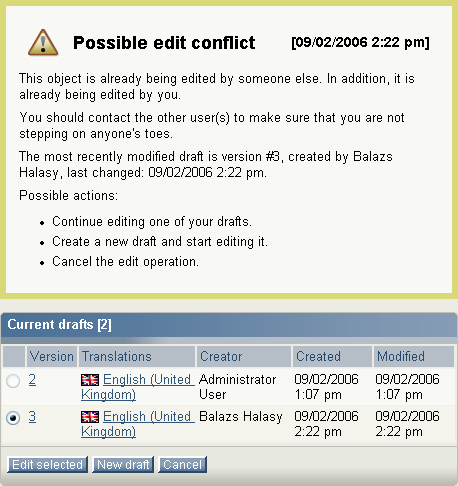 Possible edit conflict [09/02/2006 2:22 pm]
This object is already being edited by someone else. In addition, it is
already being edited by you.
You should contact the other user(s) to make sure that you are not
stepping on anyone's toes.
The most recently modified draft is version #3, created by Balazs
Halasy, last changed: 09/02/2006 2:22 pm.
Possible actions:
• Continue editing one of your drafts.
• Create a new draft and start editing it.
• Cancel the edit operation.
Current drafts [2]
Version Translations Creator Created Modified
2 English (United Administrator 09/02/2006 09/02/2006
Kingdom) User 1:07 pm 1:07 pm
3 English (United Balazs Halasy 09/02/2006 09/02/2006
Kingdom) 2:22 pm 2:22 pm
Edit selected New draft Cancel